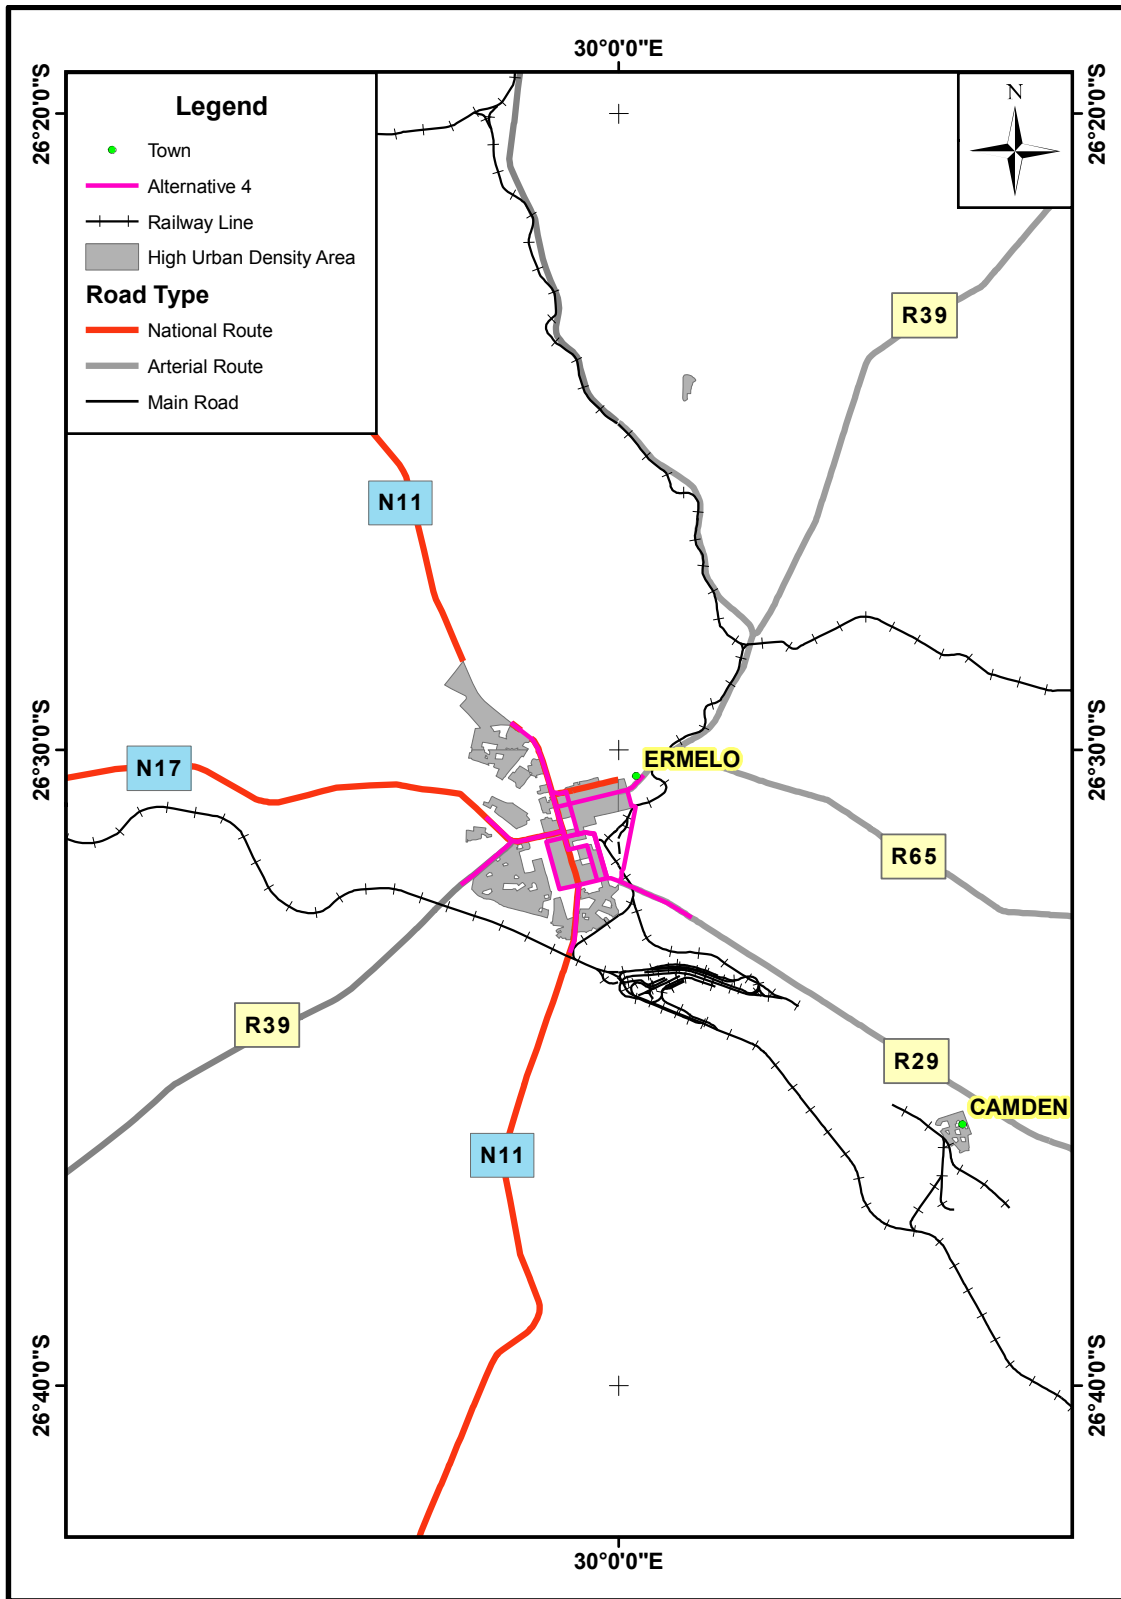 30°0'0"E
26°20'0"S
26°20'0"S
Legend
Town
Alternative 4
Railway Line
High Urban Density Area
Road Type
National Route
Arterial Route
Main Road
N
R39
N11
26°30'0"S
26°30'0"S
ERMELO
N17
R65
R39
R29
CAMDEN
N11
26°40'0"S
26°40'0"S
30°0'0"E